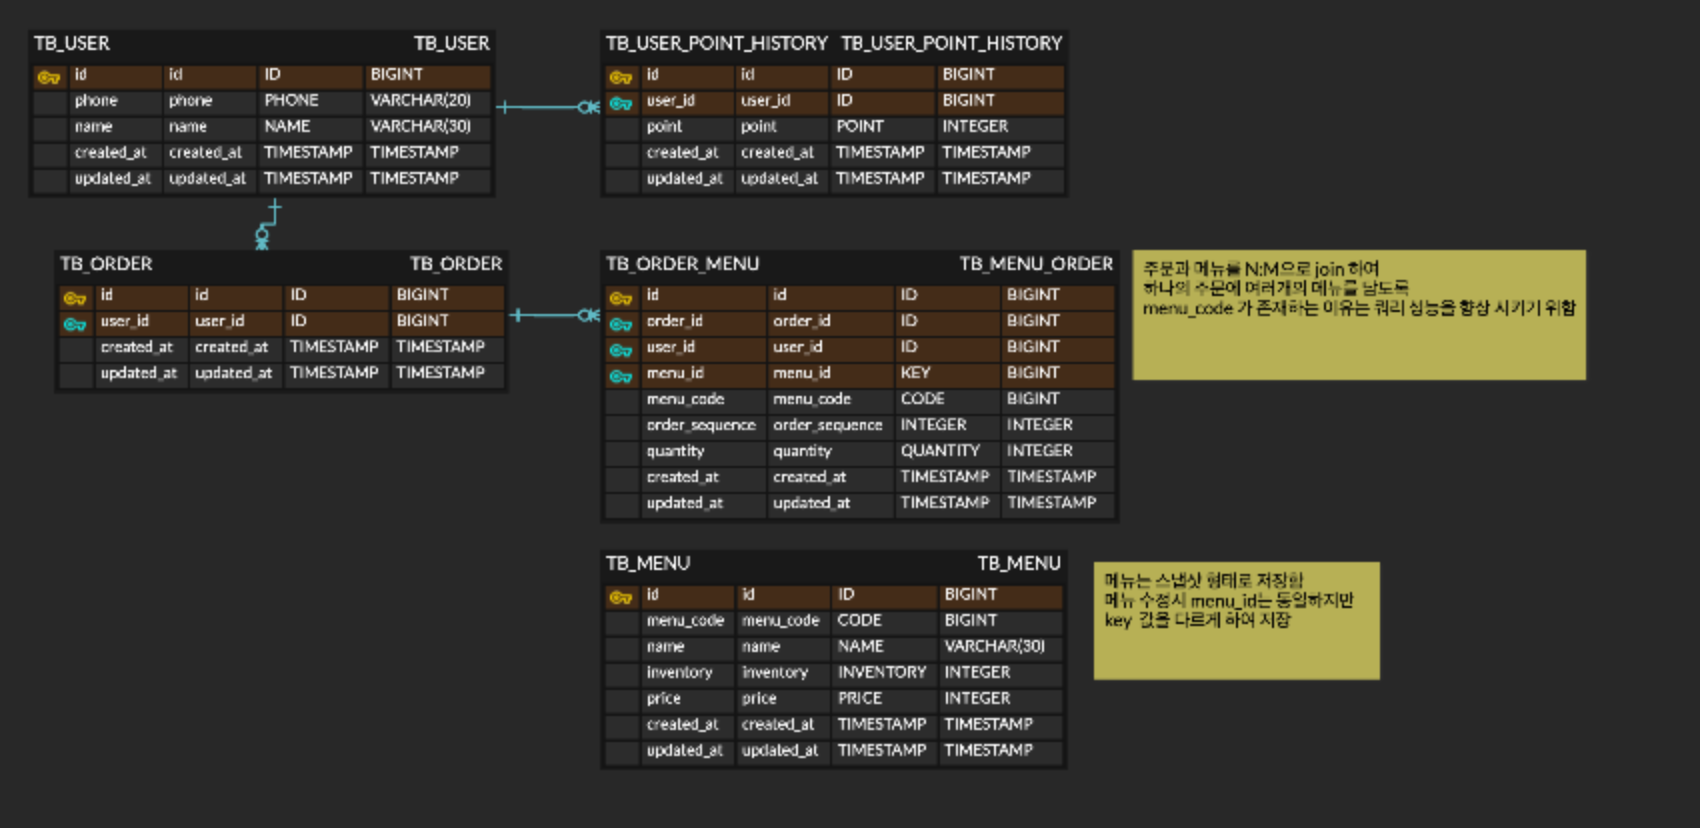 TB_USER TB_USER
id id ID BIGINT
phone phone PHONE VARCHAR(20)
name name NAME VARCHAR(30)
created_at created_at TIMESTAMP TIMESTAMP
updated_at updated_at TIMESTAMP TIMESTAMP
TB_USER_POINT_HISTORY TB_USER_POINT_HISTORY
id id ID BIGINT
user_id user_id ID BIGINT
point point POINT INTEGER
created_at created_at TIMESTAMP TIMESTAMP
updated_at updated_at TIMESTAMP TIMESTAMP
TB_ORDER TB_ORDER
id id ID BIGINT
user_id user_id ID BIGINT
created_at created_at TIMESTAMP TIMESTAMP
updated_at updated_at TIMESTAMP TIMESTAMP
TB_ORDER_MENU TB_MENU_ORDER
id id ID BIGINT
order_id order_id ID BIGINT
user_id user_id ID BIGINT
menu_id menu_id KEY BIGINT
menu_code menu_code CODE BIGINT
order_sequence order_sequence INTEGER INTEGER
quantity quantity QUANTITY INTEGER
created_at created_at TIMESTAMP TIMESTAMP
updated_at updated_at TIMESTAMP TIMESTAMP
주문과 메뉴를 N:M으로 join 하여
하나의 주문에 여러개의 메뉴를 담도록
menu_code 가 존재하는 이유는 쿼리 성능을 향상 시키기 위함
TB_MENU TB_MENU
id id ID BIGINT
menu_code menu_code CODE BIGINT
name name NAME VARCHAR(30)
inventory inventory INVENTORY INTEGER
price price PRICE INTEGER
created_at created_at TIMESTAMP TIMESTAMP
updated_at updated_at TIMESTAMP TIMESTAMP
메뉴는 스냅샷 형태로 저장함
메뉴 수정시 menu_id는 동일하지만
key 값을 다르게 하여 저장